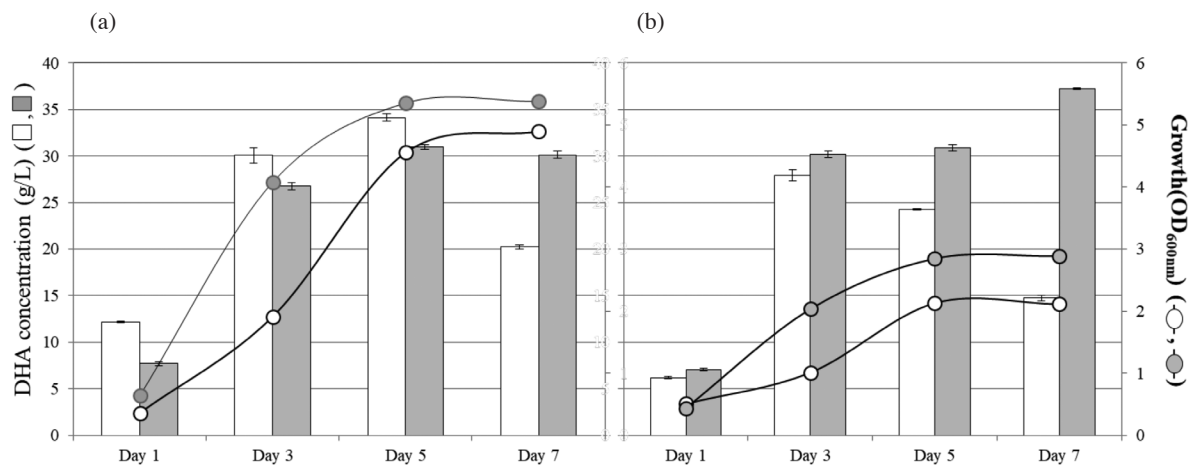 (a)
(b)
DHA concentration (g/L) (□,■)
40
35
30
25
20
15
10
5
0
Day 1
Day 3
Day 5
Day 7
6
5
4
3
2
1
0
Day 1
Day 3
Day 5
Day 7
Growth(OD600nm) (-○-,-●-)